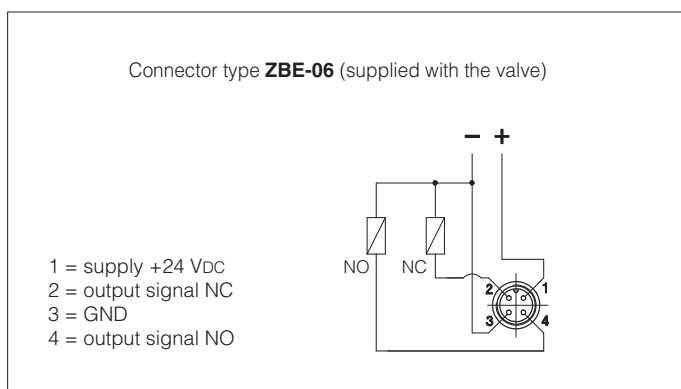 Connector type ZBE-06 (supplied with the valve)
− +
NO NC
1 = supply +24 VDC
2 = output signal NC
3 = GND
4 = output signal NO
2 1
3 4